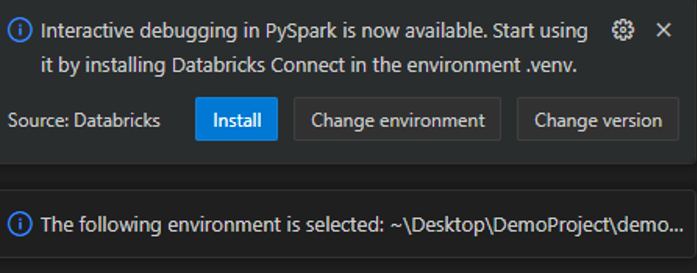 Interactive debugging in PySpark is now available. Start using
it by installing Databricks Connect in the environment .venv.
Source: Databricks Install Change environment Change version
The following environment is selected: ~\Desktop\DemoProject\demo...